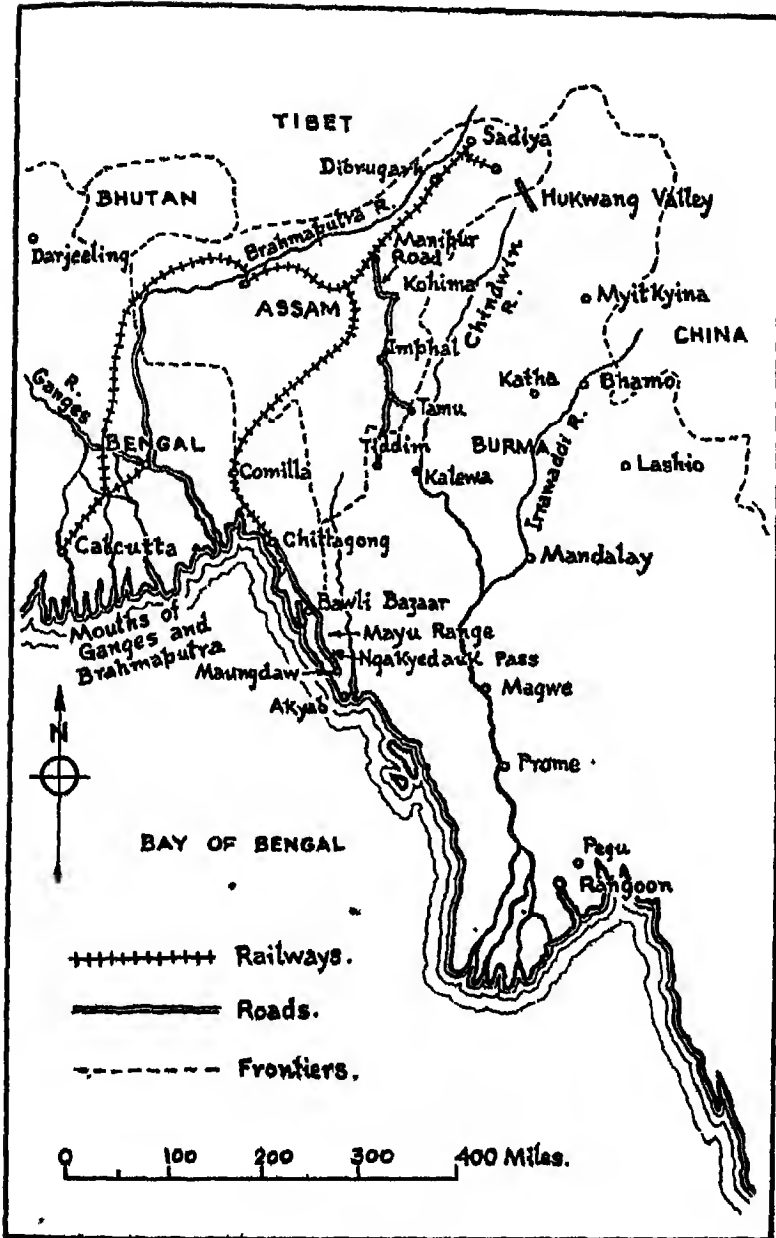 TIBET
Sadiya
Dibrugarh
BHUTAN
HUKWANG VALLEY
Brahmaputra R.
Darjeeling
Manipur
Road
Kohima
Chindwin
R.
ASSAM
Myitkyina
CHINA
Imphal
R.
Ganges
Katha
Bhamo
Tamu
BENGAL
Tiddim
BURMA
Irrawaddi R.
Comilla
Kalewa
Lashio
Calcutta
Chittagong
Mandalay
Bawli Bazaar
Mouths of
Ganges and
Brahmaputra
Mayu Range
Ngakyedauk Pass
Maungdaw
Akyab
Magwe
N
Prome
BAY OF BENGAL
Pegu
Rangoon
Railways.
Roads.
Frontiers.
0 100 200 300 400 Miles.